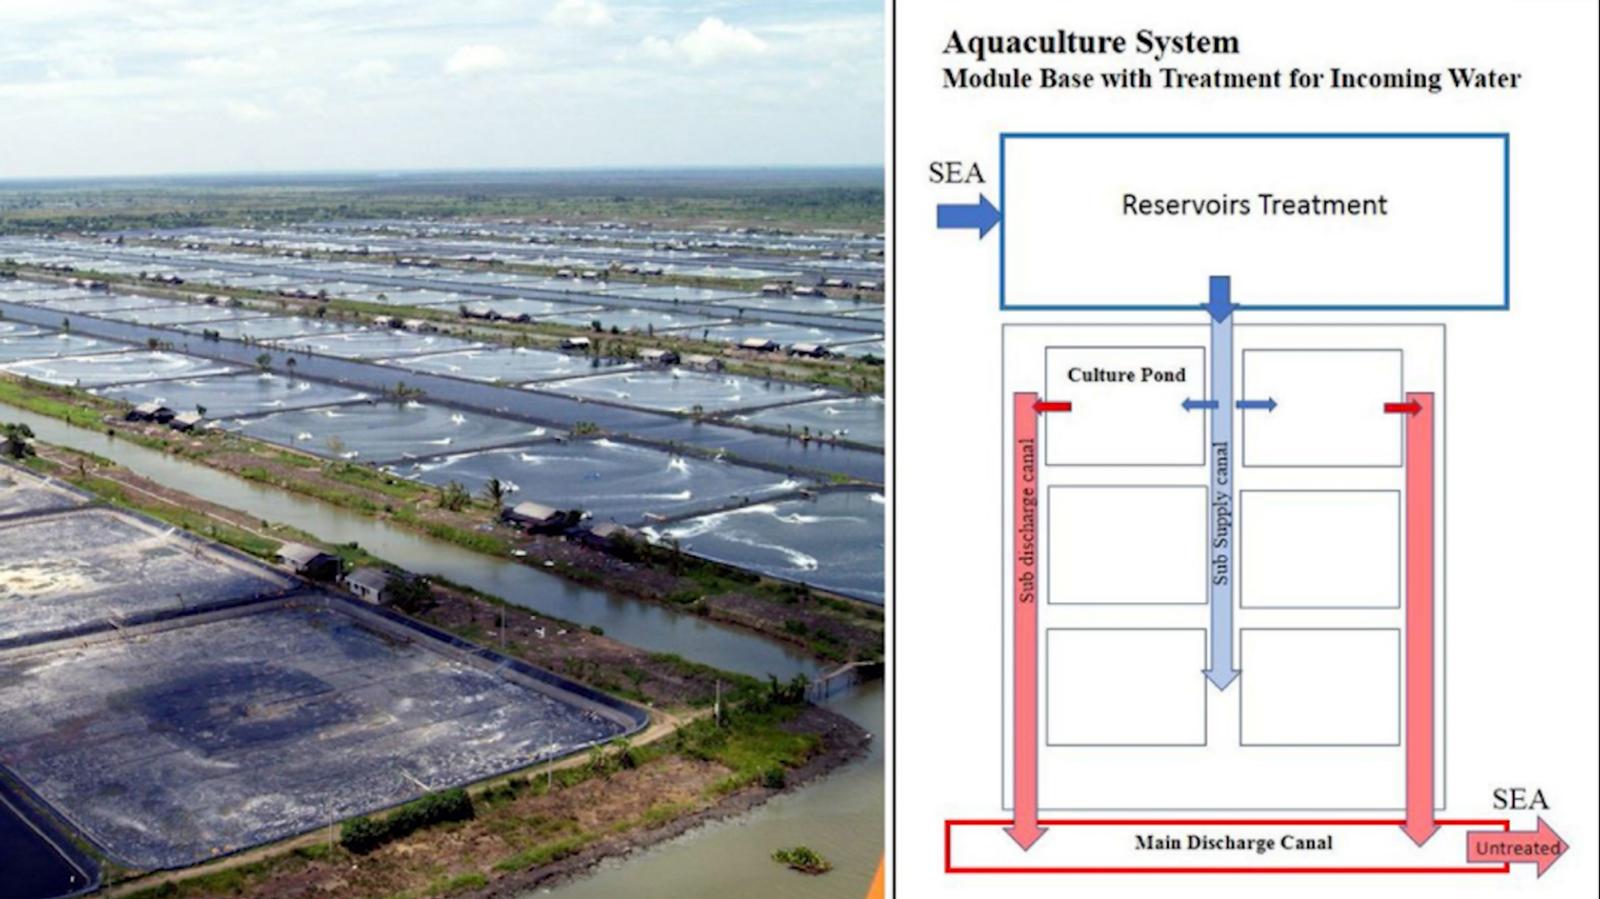 Aquaculture System
Module Base with Treatment for Incoming Water
SEA
Reservoirs Treatment
Culture Pond
Sub discharge canal
Sub Supply canal
SEA
Main Discharge Canal
Untreated